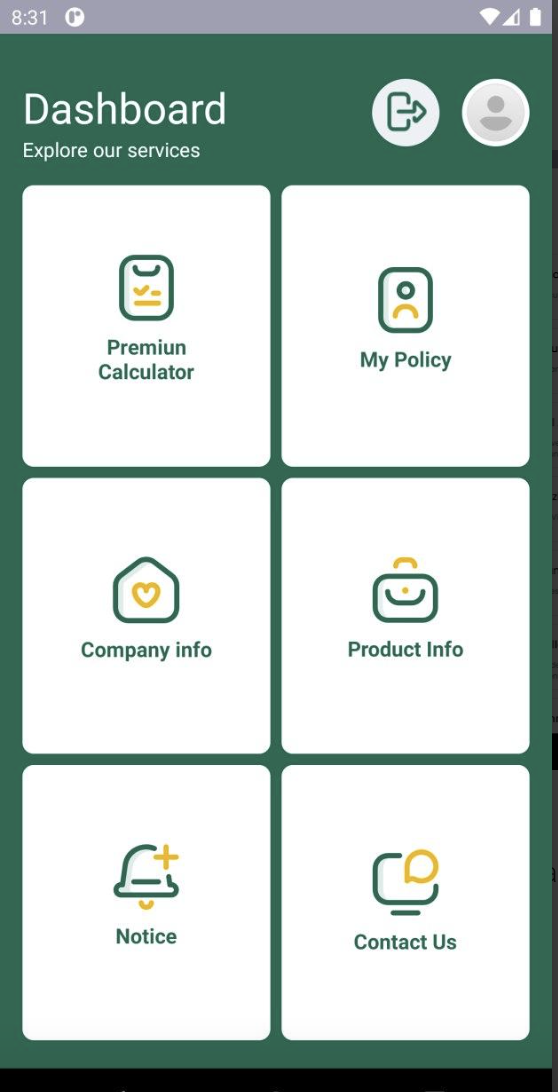 8:31
Dashboard
Explore our services
Premiun
Calculator
My Policy
Company info
Product Info
Notice
Contact Us